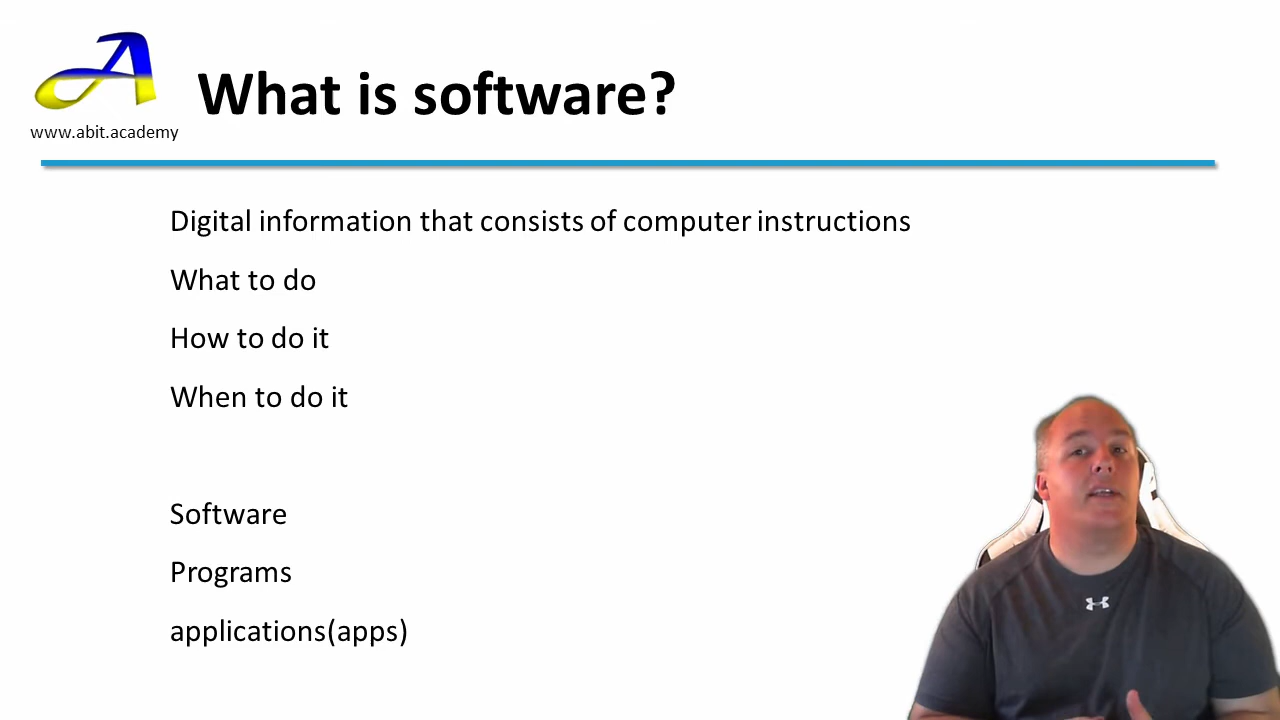 What is software?
www.abit.academy
Digital information that consists of computer instructions
What to do
How to do it
When to do it
Software
Programs
applications(apps)